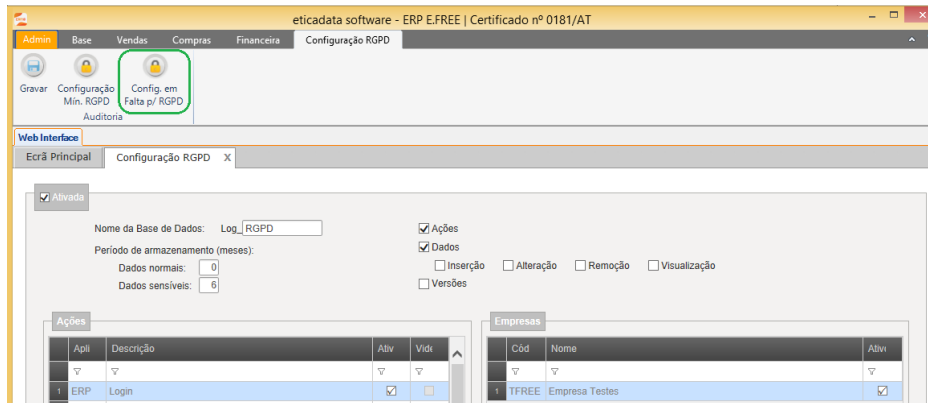 eticadata software - ERP E.FREE | Certificado nº 0181/AT
Admin Base Vendas Compras Financeira Configuração RGPD
Gravar Configuração Mín. RGPD Config. em Falta p/ RGPD
Auditoria
Web Interface
Ecrã Principal Configuração RGPD X
Ativada
Nome da Base de Dados: Log_ RGPD Ações
Período de armazenamento (meses): Dados
Dados normais: 0 Inserção Alteração Remoção Visualização
Dados sensíveis: 6 Versões
Ações Empresas
Apli Descrição Ativ Vide Cód Nome Ativ
1 ERP Login 1 TFREE Empresa Testes